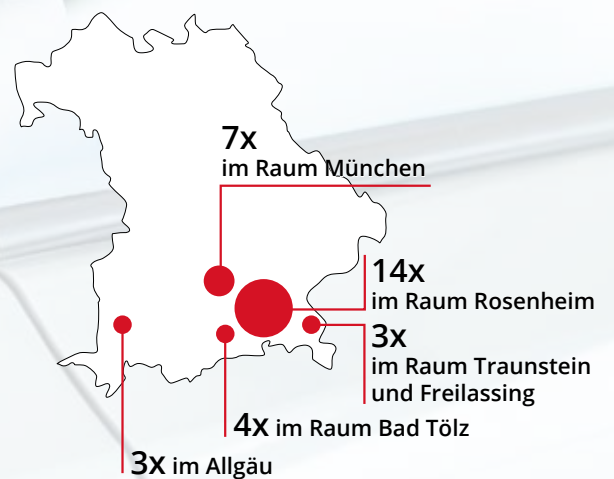 7x
im Raum München
14x
im Raum Rosenheim
3x
im Raum Traunstein
und Freilassing
4x im Raum Bad Tölz
3x im Allgäu